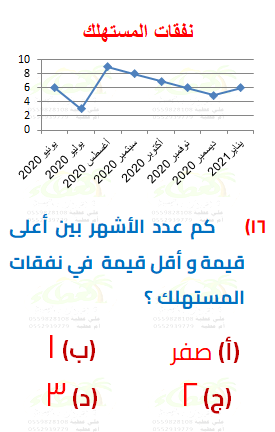 نفقات المستهلك
10
8
6
4
2
0
يونيو 2020
يوليو 2020
أغسطس 2020
سبتمبر 2020
أكتوبر 2020
نوفمبر 2020
ديسمبر 2020
يناير 2021
١٦) كم عدد الأشهر بين أعلى
قيمة و أقل قيمة في نفقات
المستهلك ؟
(أ) صفر (ب) ١
(ج) ٢ (د) ٣